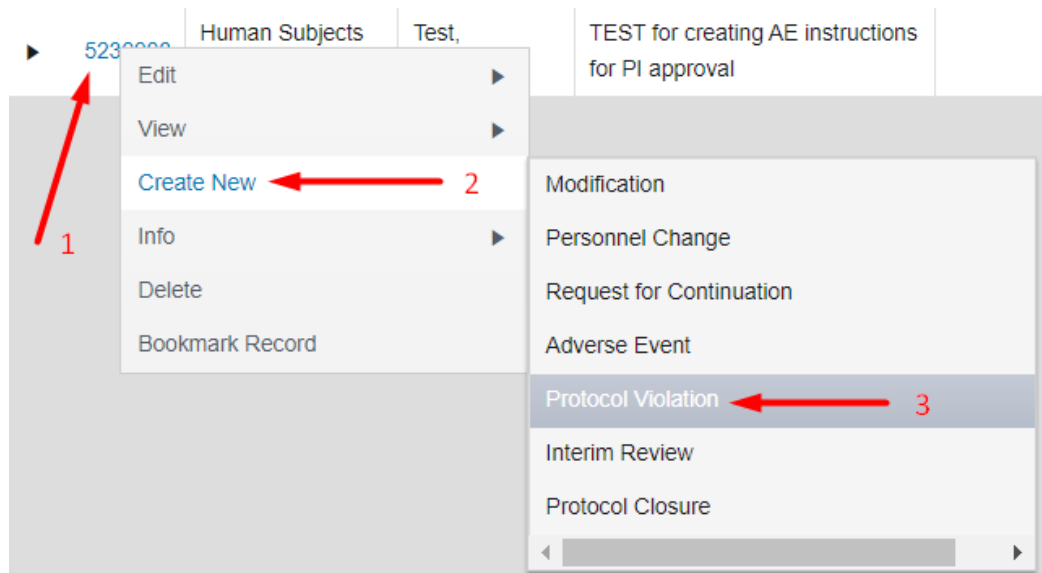 Human Subjects
Test,
TEST for creating AE instructions
for PI approval
Edit
View
Create New
2
Info
1
Delete
Bookmark Record
Modification
Personnel Change
Request for Continuation
Adverse Event
Protocol Violation
3
Interim Review
Protocol Closure